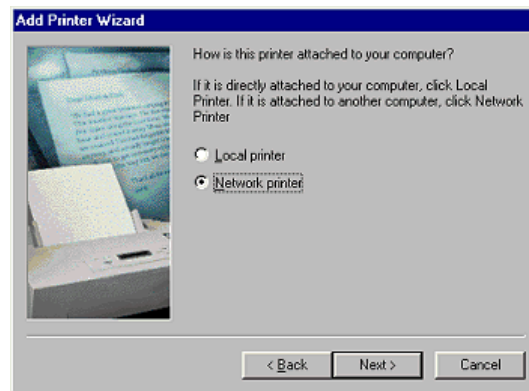 Add Printer Wizard
How is this printer attached to your computer?
If it is directly attached to your computer, click Local
Printer. If it is attached to another computer, click Network
Printer
Local printer
Network printer
< Back
Next >
Cancel